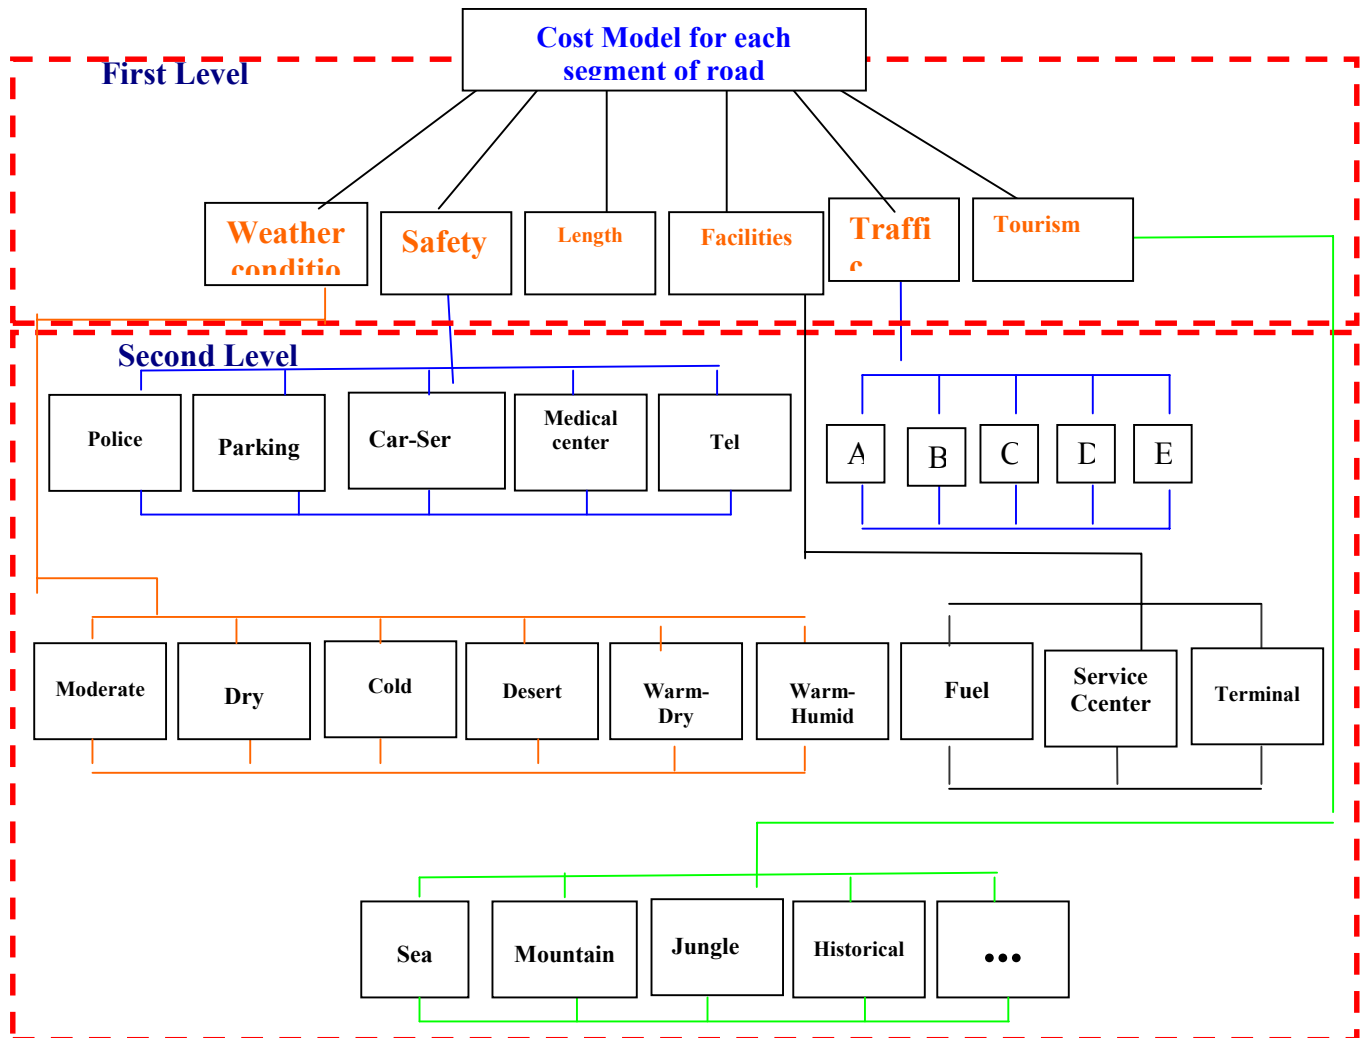 Cost Model for each
segment of road
First Level
Weather
conditio
Safety
Length
Facilities
Traffi
c
Tourism
Second Level
Police
Parking
Car-Ser
Medical
center
Tel
A
B
C
D
E
Moderate
Dry
Cold
Desert
Warm-
Dry
Warm-
Humid
Fuel
Service
Ccenter
Terminal
Sea
Mountain
Jungle
Historical
...